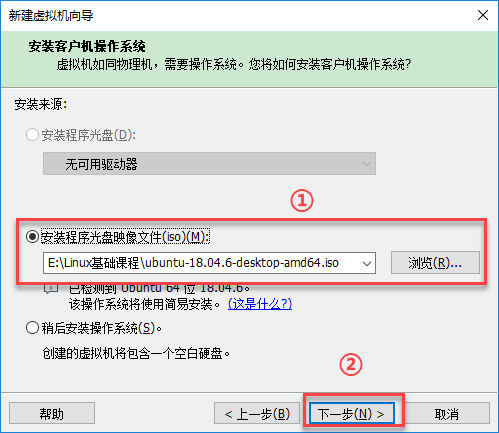 新建虚拟机向导
安装客户机操作系统
虚拟机如同物理机，需要操作系统。您将如何安装客户机操作系统?
安装来源:
安装程序光盘(D):
无可用驱动器
①
安装程序光盘映像文件(iso)(M):
E:\Linux基础课程\ubuntu-18.04.6-desktop-amd64.iso
浏览(R)...
已检测到 Ubuntu 64 位 18.04.6。
该操作系统将使用简易安装。 (这是什么?)
稍后安装操作系统(S)。
创建的虚拟机将包含一个空白硬盘。
②
帮助
< 上一步(B)
下一步(N) >
取消